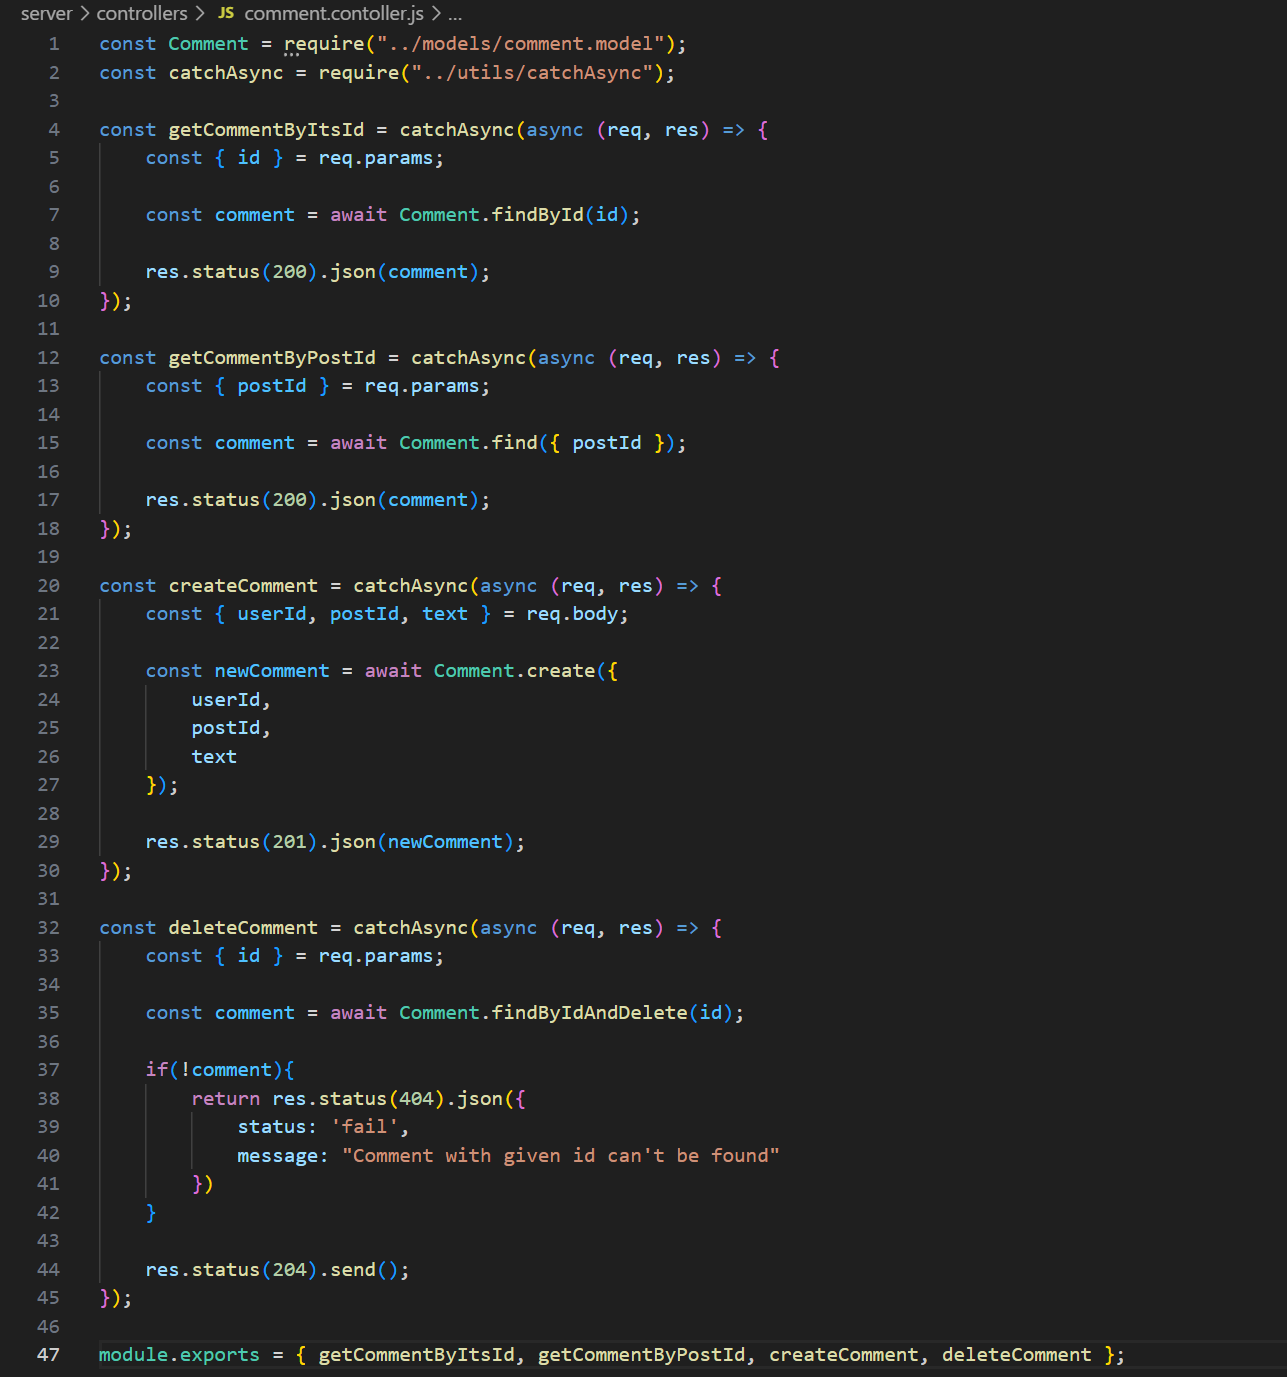 server > controllers > JS comment.contoller.js > ...
1 const Comment = require("../models/comment.model");
2 const catchAsync = require("../utils/catchAsync");
3
4 const getCommentByItsId = catchAsync(async (req, res) => {
5     const { id } = req.params;
6
7     const comment = await Comment.findById(id);
8
9     res.status(200).json(comment);
10 });
11
12 const getCommentByPostId = catchAsync(async (req, res) => {
13     const { postId } = req.params;
14
15     const comment = await Comment.find({ postId });
16
17     res.status(200).json(comment);
18 });
19
20 const createComment = catchAsync(async (req, res) => {
21     const { userId, postId, text } = req.body;
22
23     const newComment = await Comment.create({
24         userId,
25         postId,
26         text
27     });
28
29     res.status(201).json(newComment);
30 });
31
32 const deleteComment = catchAsync(async (req, res) => {
33     const { id } = req.params;
34
35     const comment = await Comment.findByIdAndDelete(id);
36
37     if(!comment){
38         return res.status(404).json({
39             status: 'fail',
40             message: "Comment with given id can't be found"
41         })
42     }
43
44     res.status(204).send();
45 });
46
47 module.exports = { getCommentByItsId, getCommentByPostId, createComment, deleteComment };